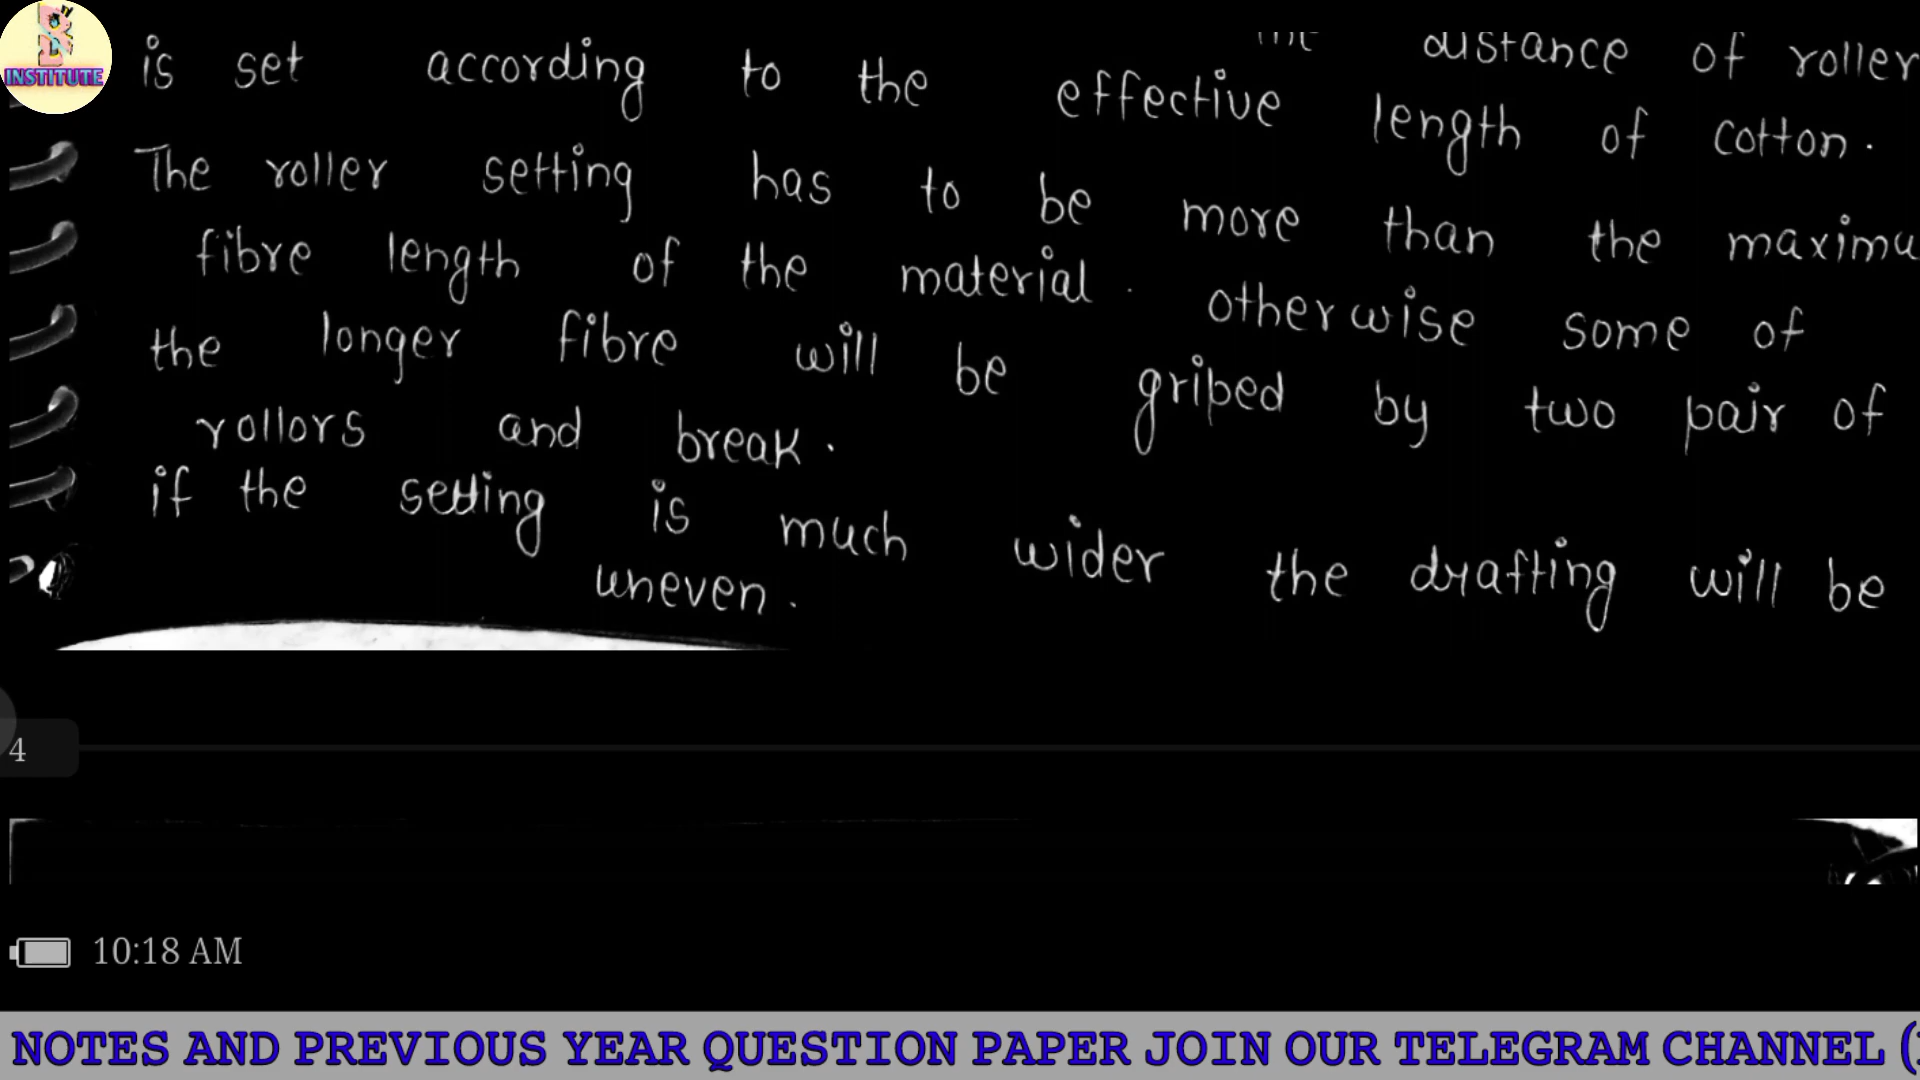 INSTITUTE
distance of roller
is set according to the effective length of cotton.
The roller setting has to be more than the maximu
fibre length of the material. otherwise some of
the longer fibre will be griped by two pair of
rollors and break.
if the setting is much wider the drafting will be
uneven.
4
10:18 AM
NOTES AND PREVIOUS YEAR QUESTION PAPER JOIN OUR TELEGRAM CHANNEL (